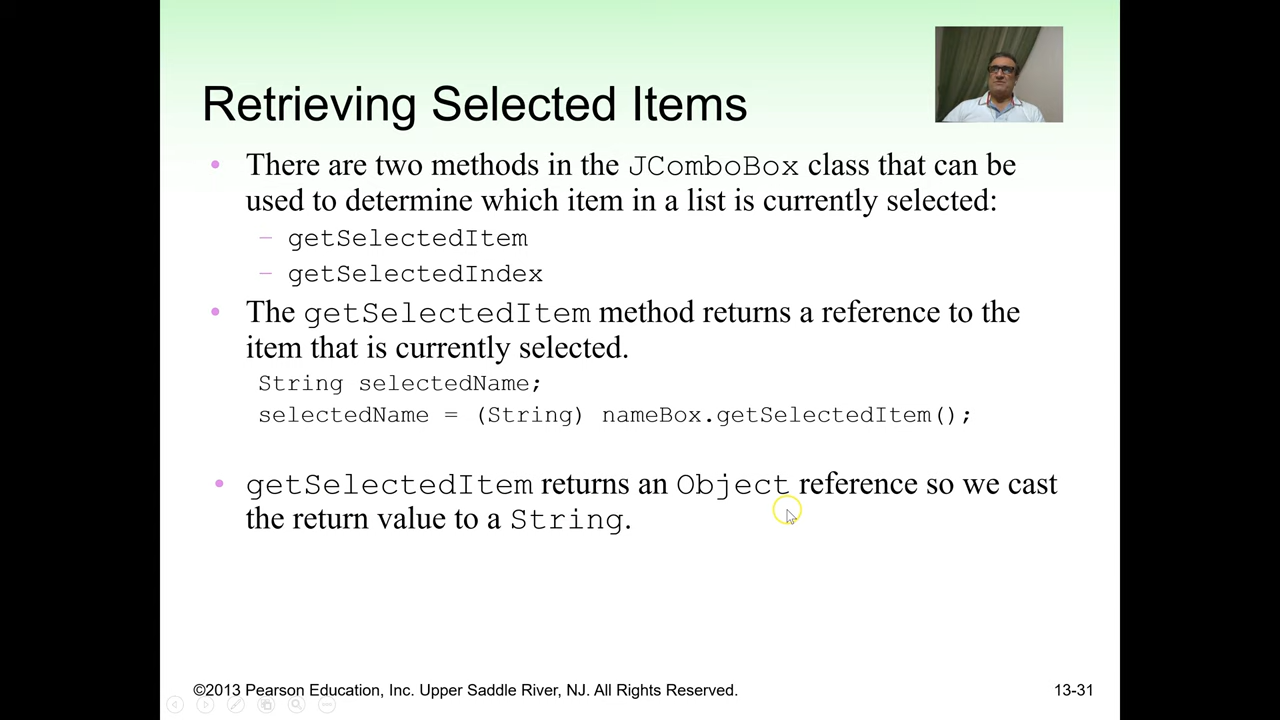 Retrieving Selected Items
• There are two methods in the JComboBox class that can be
used to determine which item in a list is currently selected:
– getSelectedItem
– getSelectedIndex
• The getSelectedItem method returns a reference to the
item that is currently selected.
String selectedName;
selectedName = (String) nameBox.getSelectedItem();
• getSelectedItem returns an Object reference so we cast
the return value to a String.
©2013 Pearson Education, Inc. Upper Saddle River, NJ. All Rights Reserved.
13-31